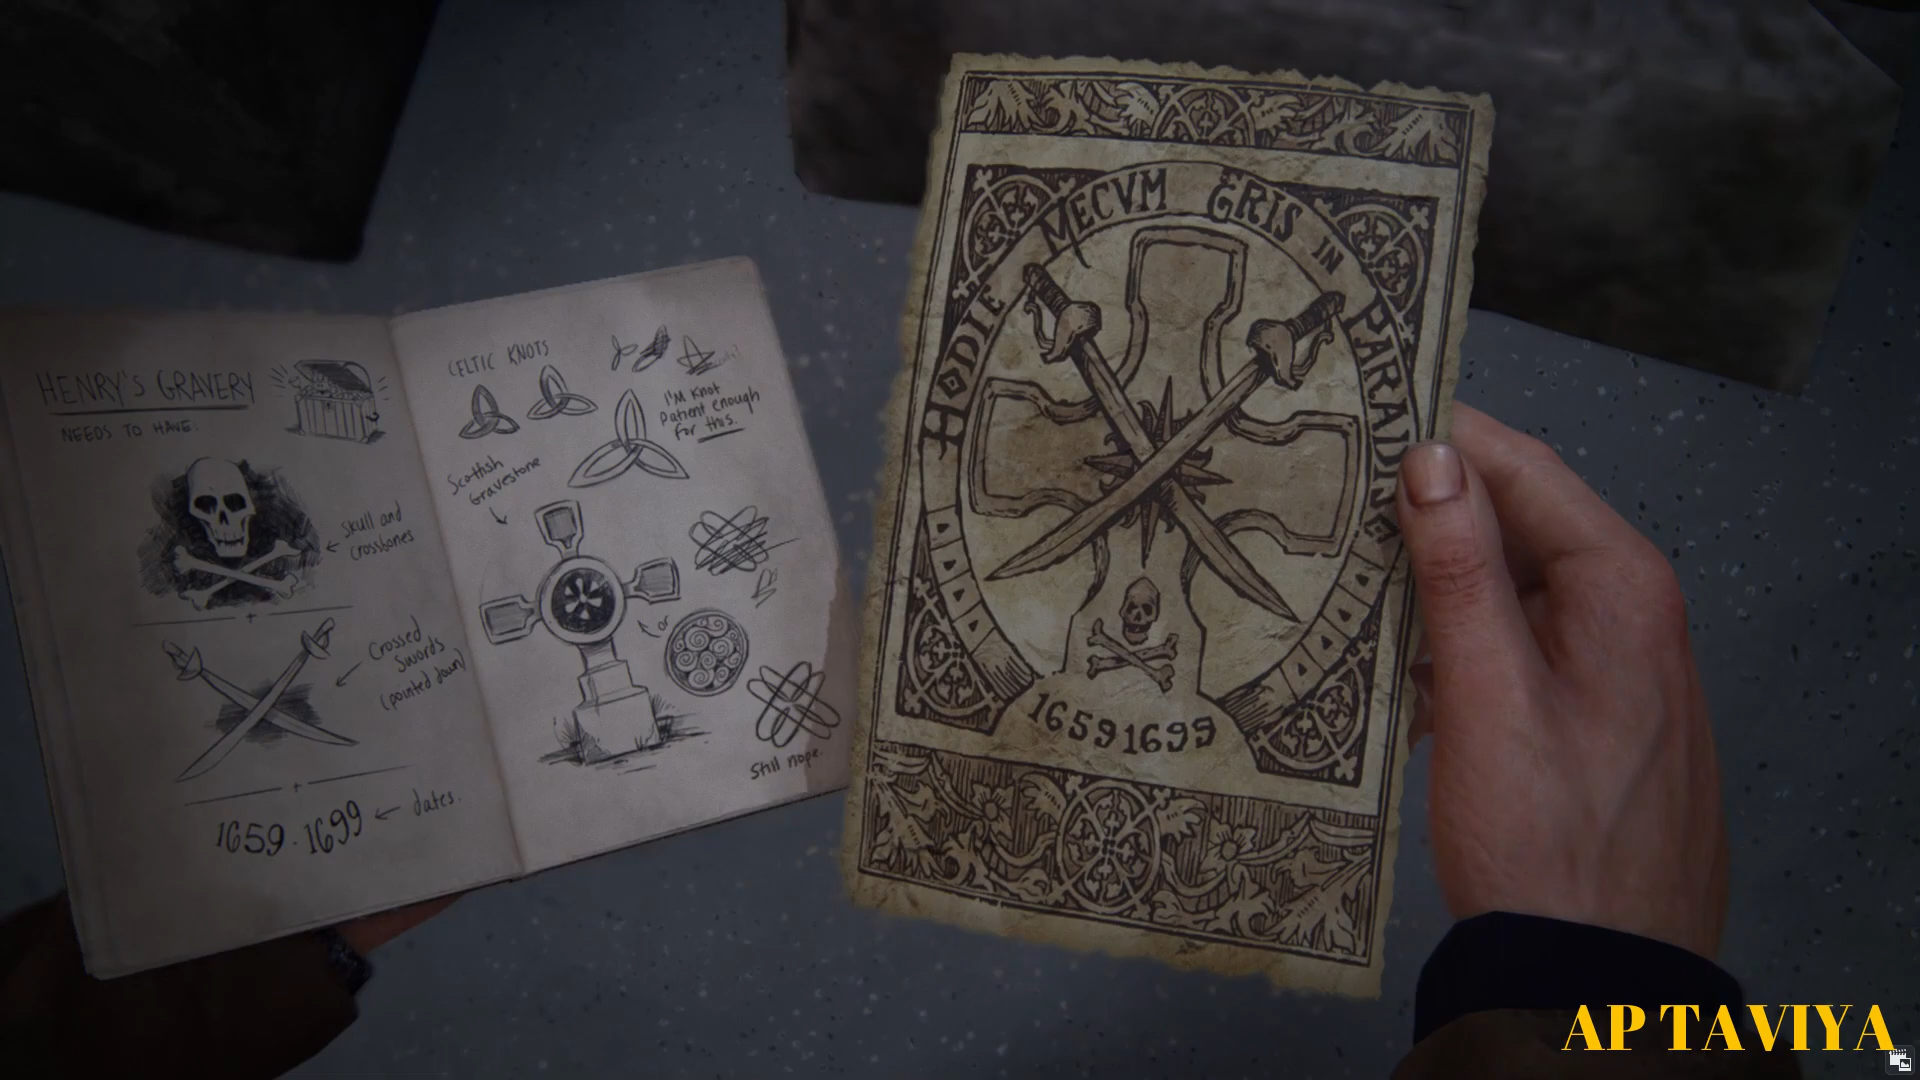 HENRY'S GRAVERY
NEEDS TO HAVE:
skull and
crossbones
+
Crossed
Swords
(pointed down)
+
1659 · 1699 ← dates.
CELTIC KNOTS
I'M Knot
Patient enough
for this.
Scottish
Gravestone
or
Still nope.
HODIE MECVM ERIS IN PARADISO
16591699
AP TAVIYA